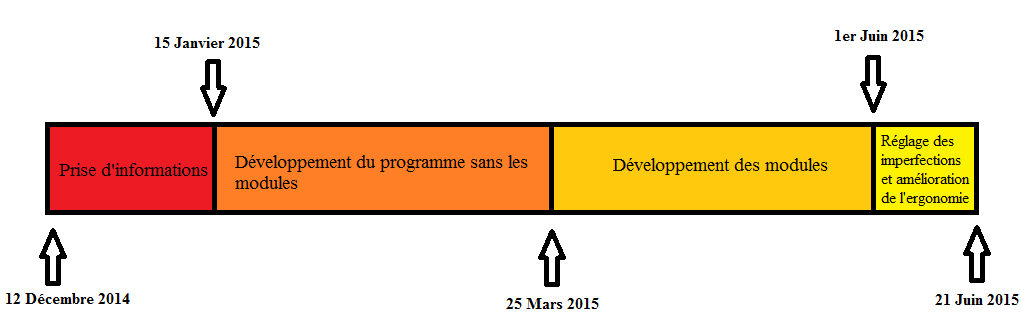 15 Janvier 2015
1er Juin 2015
Prise d'informations
Développement du programme sans les
modules
Développement des modules
Réglage des
imperfections
et amélioration
de l'ergonomie
12 Décembre 2014
25 Mars 2015
21 Juin 2015